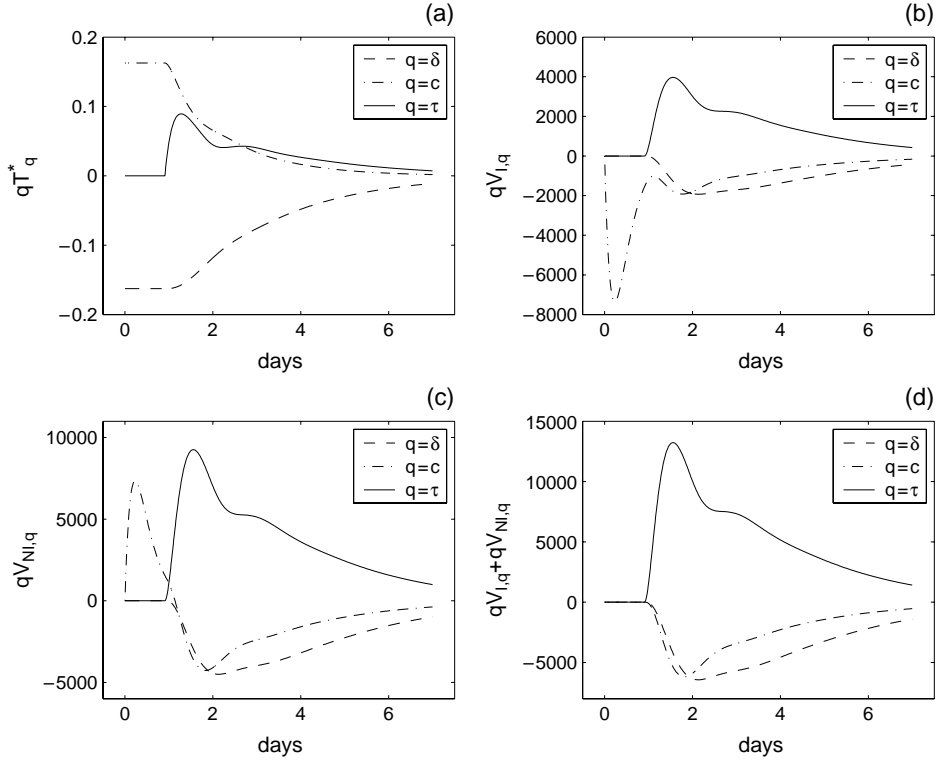 (a)
0.2
0.1
0
−0.1
−0.2
qT*q
q=δ
q=c
q=τ
0 2 4 6
days
(b)
6000
4000
2000
0
−2000
−4000
−6000
−8000
qVI,q
q=δ
q=c
q=τ
0 2 4 6
days
(c)
10000
5000
0
−5000
qVNI,q
q=δ
q=c
q=τ
0 2 4 6
days
(d)
15000
10000
5000
0
−5000
qVI,q+qVNI,q
q=δ
q=c
q=τ
0 2 4 6
days